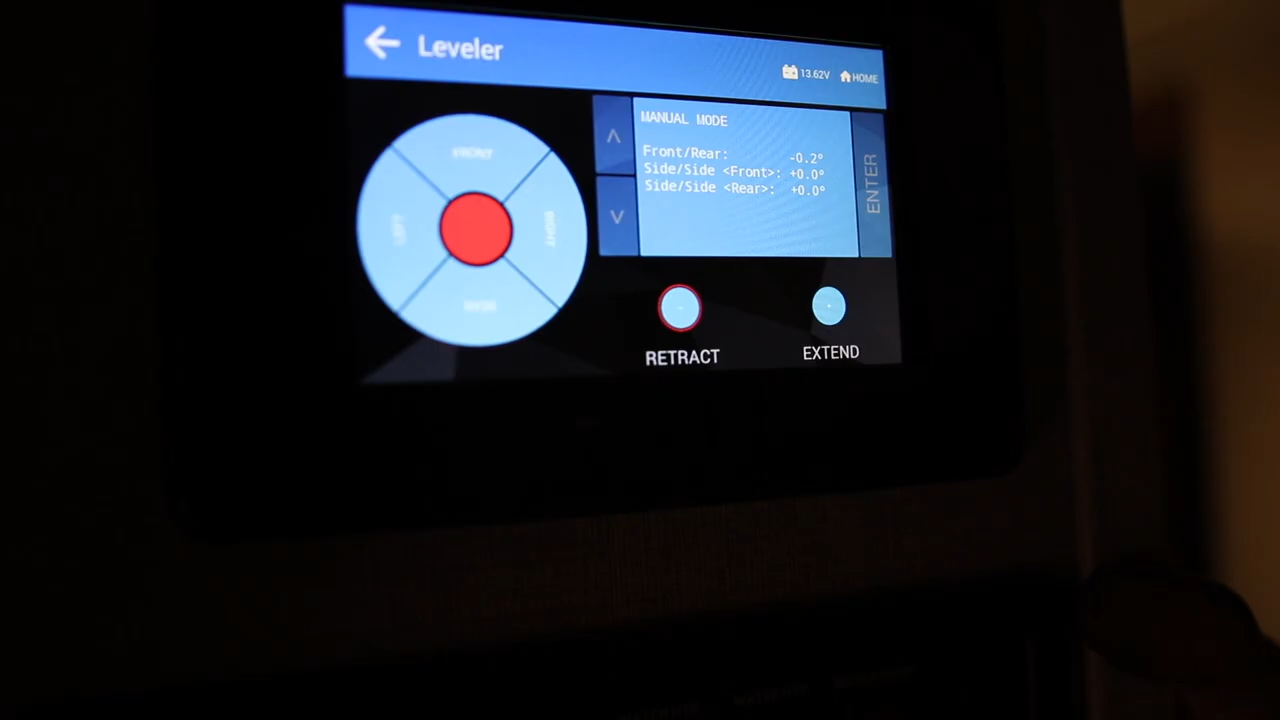 Leveler
13.62V
HOME
FRONT
LEFT
RIGHT
REAR
MANUAL MODE
Front/Rear: -0.2°
Side/Side <Front>: +0.0°
Side/Side <Rear>: +0.0°
ENTER
RETRACT
EXTEND